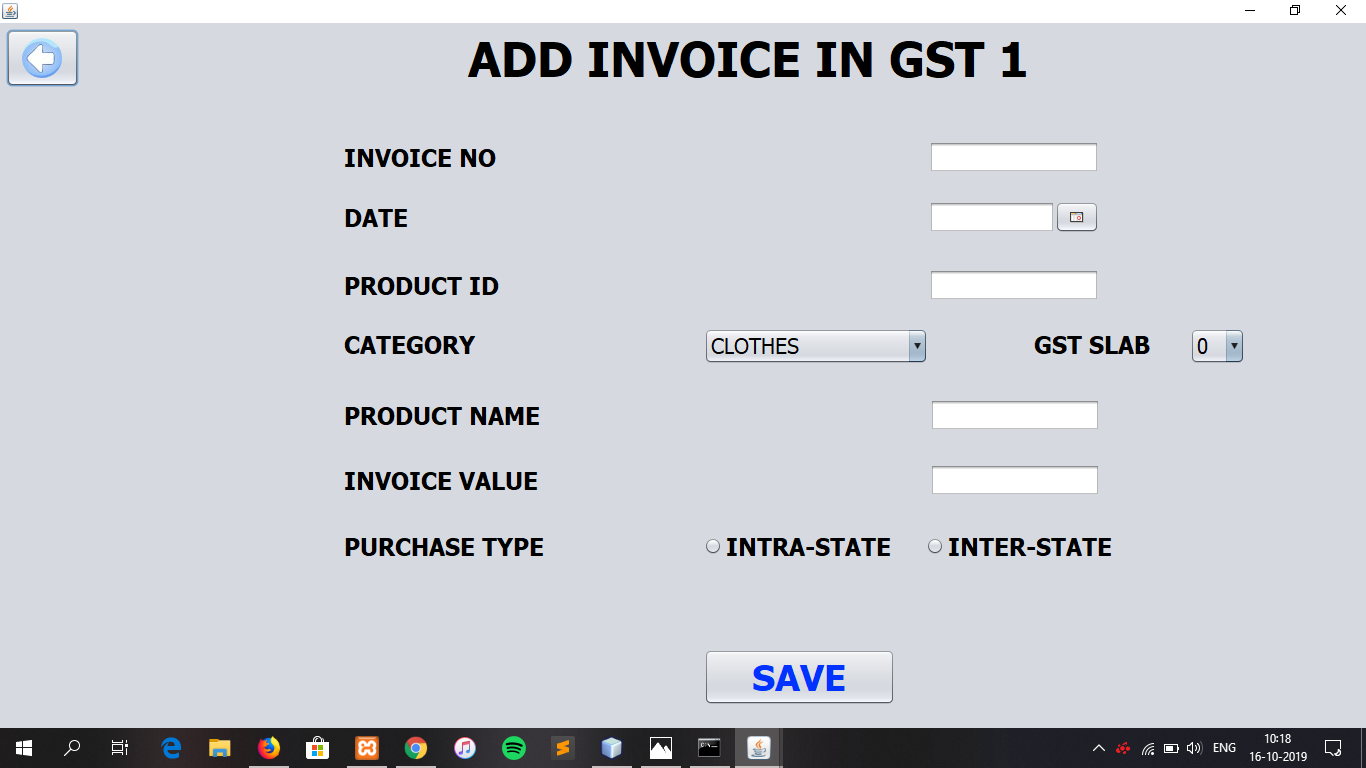 ADD INVOICE IN GST 1
INVOICE NO
DATE
PRODUCT ID
CATEGORY CLOTHES GST SLAB 0
PRODUCT NAME
INVOICE VALUE
PURCHASE TYPE INTRA-STATE INTER-STATE
SAVE
ENG 10:18
16-10-2019